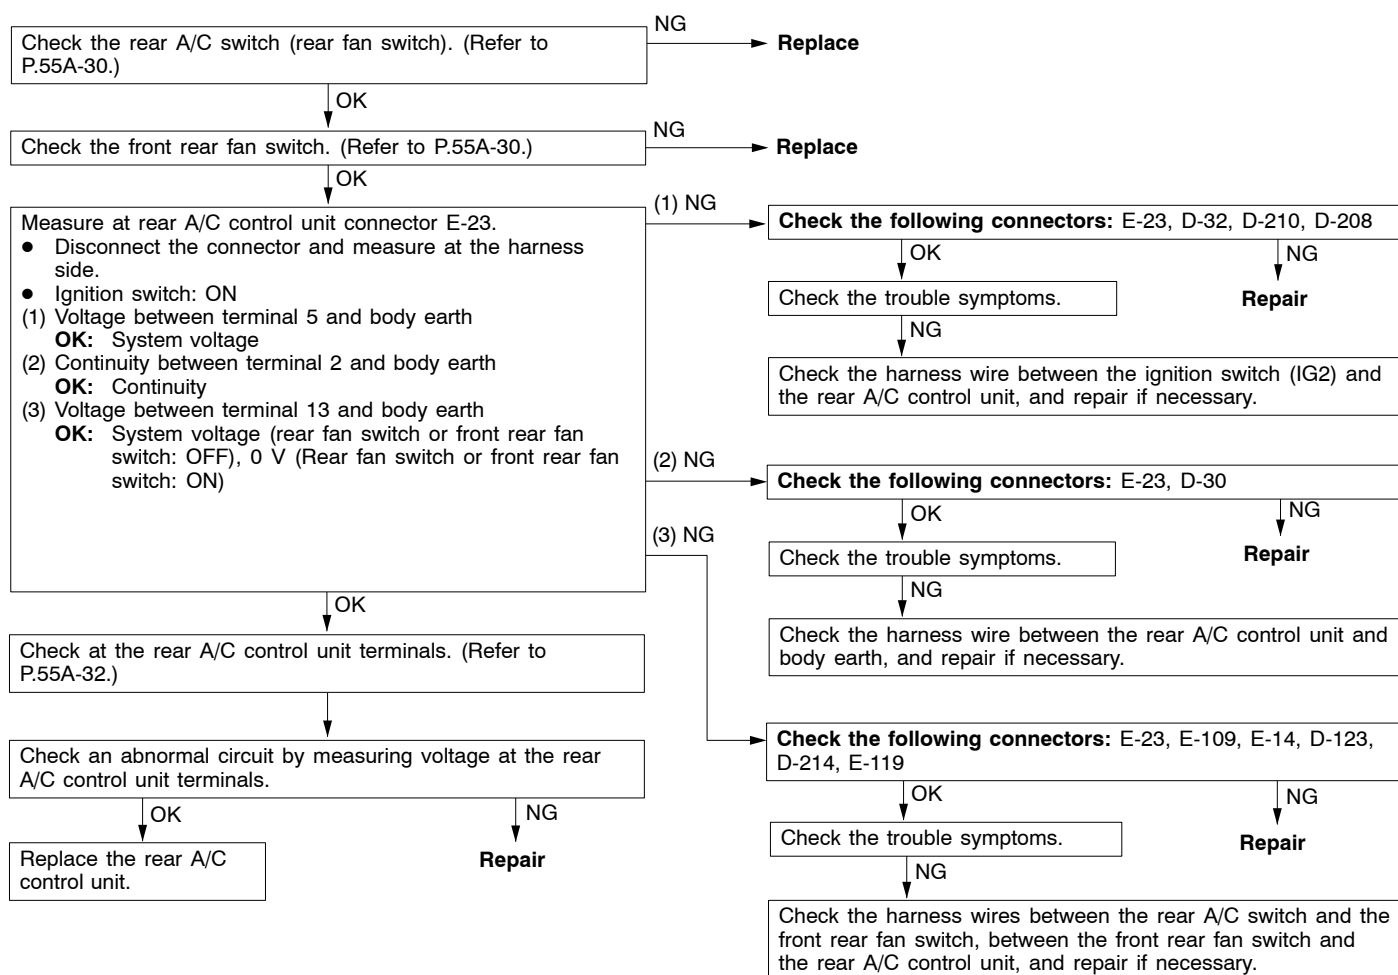 Check the rear A/C switch (rear fan switch). (Refer to
P.55A-30.)
NG
Replace
OK
Check the front rear fan switch. (Refer to P.55A-30.)
NG
Replace
OK
Measure at rear A/C control unit connector E-23.
● Disconnect the connector and measure at the harness
side.
● Ignition switch: ON
(1) Voltage between terminal 5 and body earth
OK: System voltage
(2) Continuity between terminal 2 and body earth
OK: Continuity
(3) Voltage between terminal 13 and body earth
OK: System voltage (rear fan switch or front rear fan
switch: OFF), 0 V (Rear fan switch or front rear fan
switch: ON)
(1) NG
Check the following connectors: E-23, D-32, D-210, D-208
OK
NG
Check the trouble symptoms.
Repair
NG
Check the harness wire between the ignition switch (IG2) and
the rear A/C control unit, and repair if necessary.
(2) NG
Check the following connectors: E-23, D-30
OK
NG
Check the trouble symptoms.
Repair
NG
Check the harness wire between the rear A/C control unit and
body earth, and repair if necessary.
(3) NG
Check the following connectors: E-23, E-109, E-14, D-123,
D-214, E-119
OK
NG
Check the trouble symptoms.
Repair
NG
Check the harness wires between the rear A/C switch and the
front rear fan switch, between the front rear fan switch and
the rear A/C control unit, and repair if necessary.
OK
Check at the rear A/C control unit terminals. (Refer to
P.55A-32.)
Check an abnormal circuit by measuring voltage at the rear
A/C control unit terminals.
OK
NG
Replace the rear A/C
control unit.
Repair